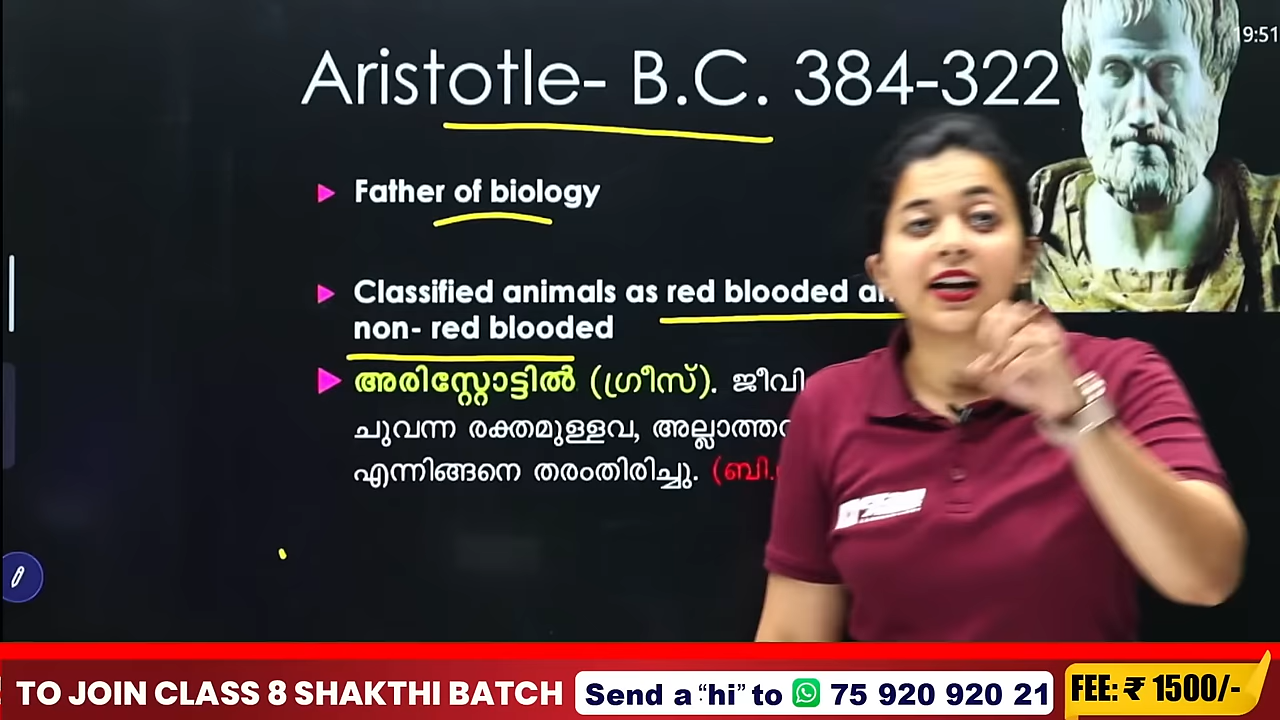 19:51
Aristotle- B.C. 384-322
Father of biology
Classified animals as red blooded
non- red blooded
അരിസ്റ്റോട്ടിൽ (ഗ്രീസ്).
ചുവന്ന രക്തമുള്ളവ,
എന്നിങ്ങനെ തരംതിരിച്ചു.
TO JOIN CLASS 8 SHAKTHI BATCH
Send a “hi” to 75 920 920 21
FEE: ₹ 1500/-